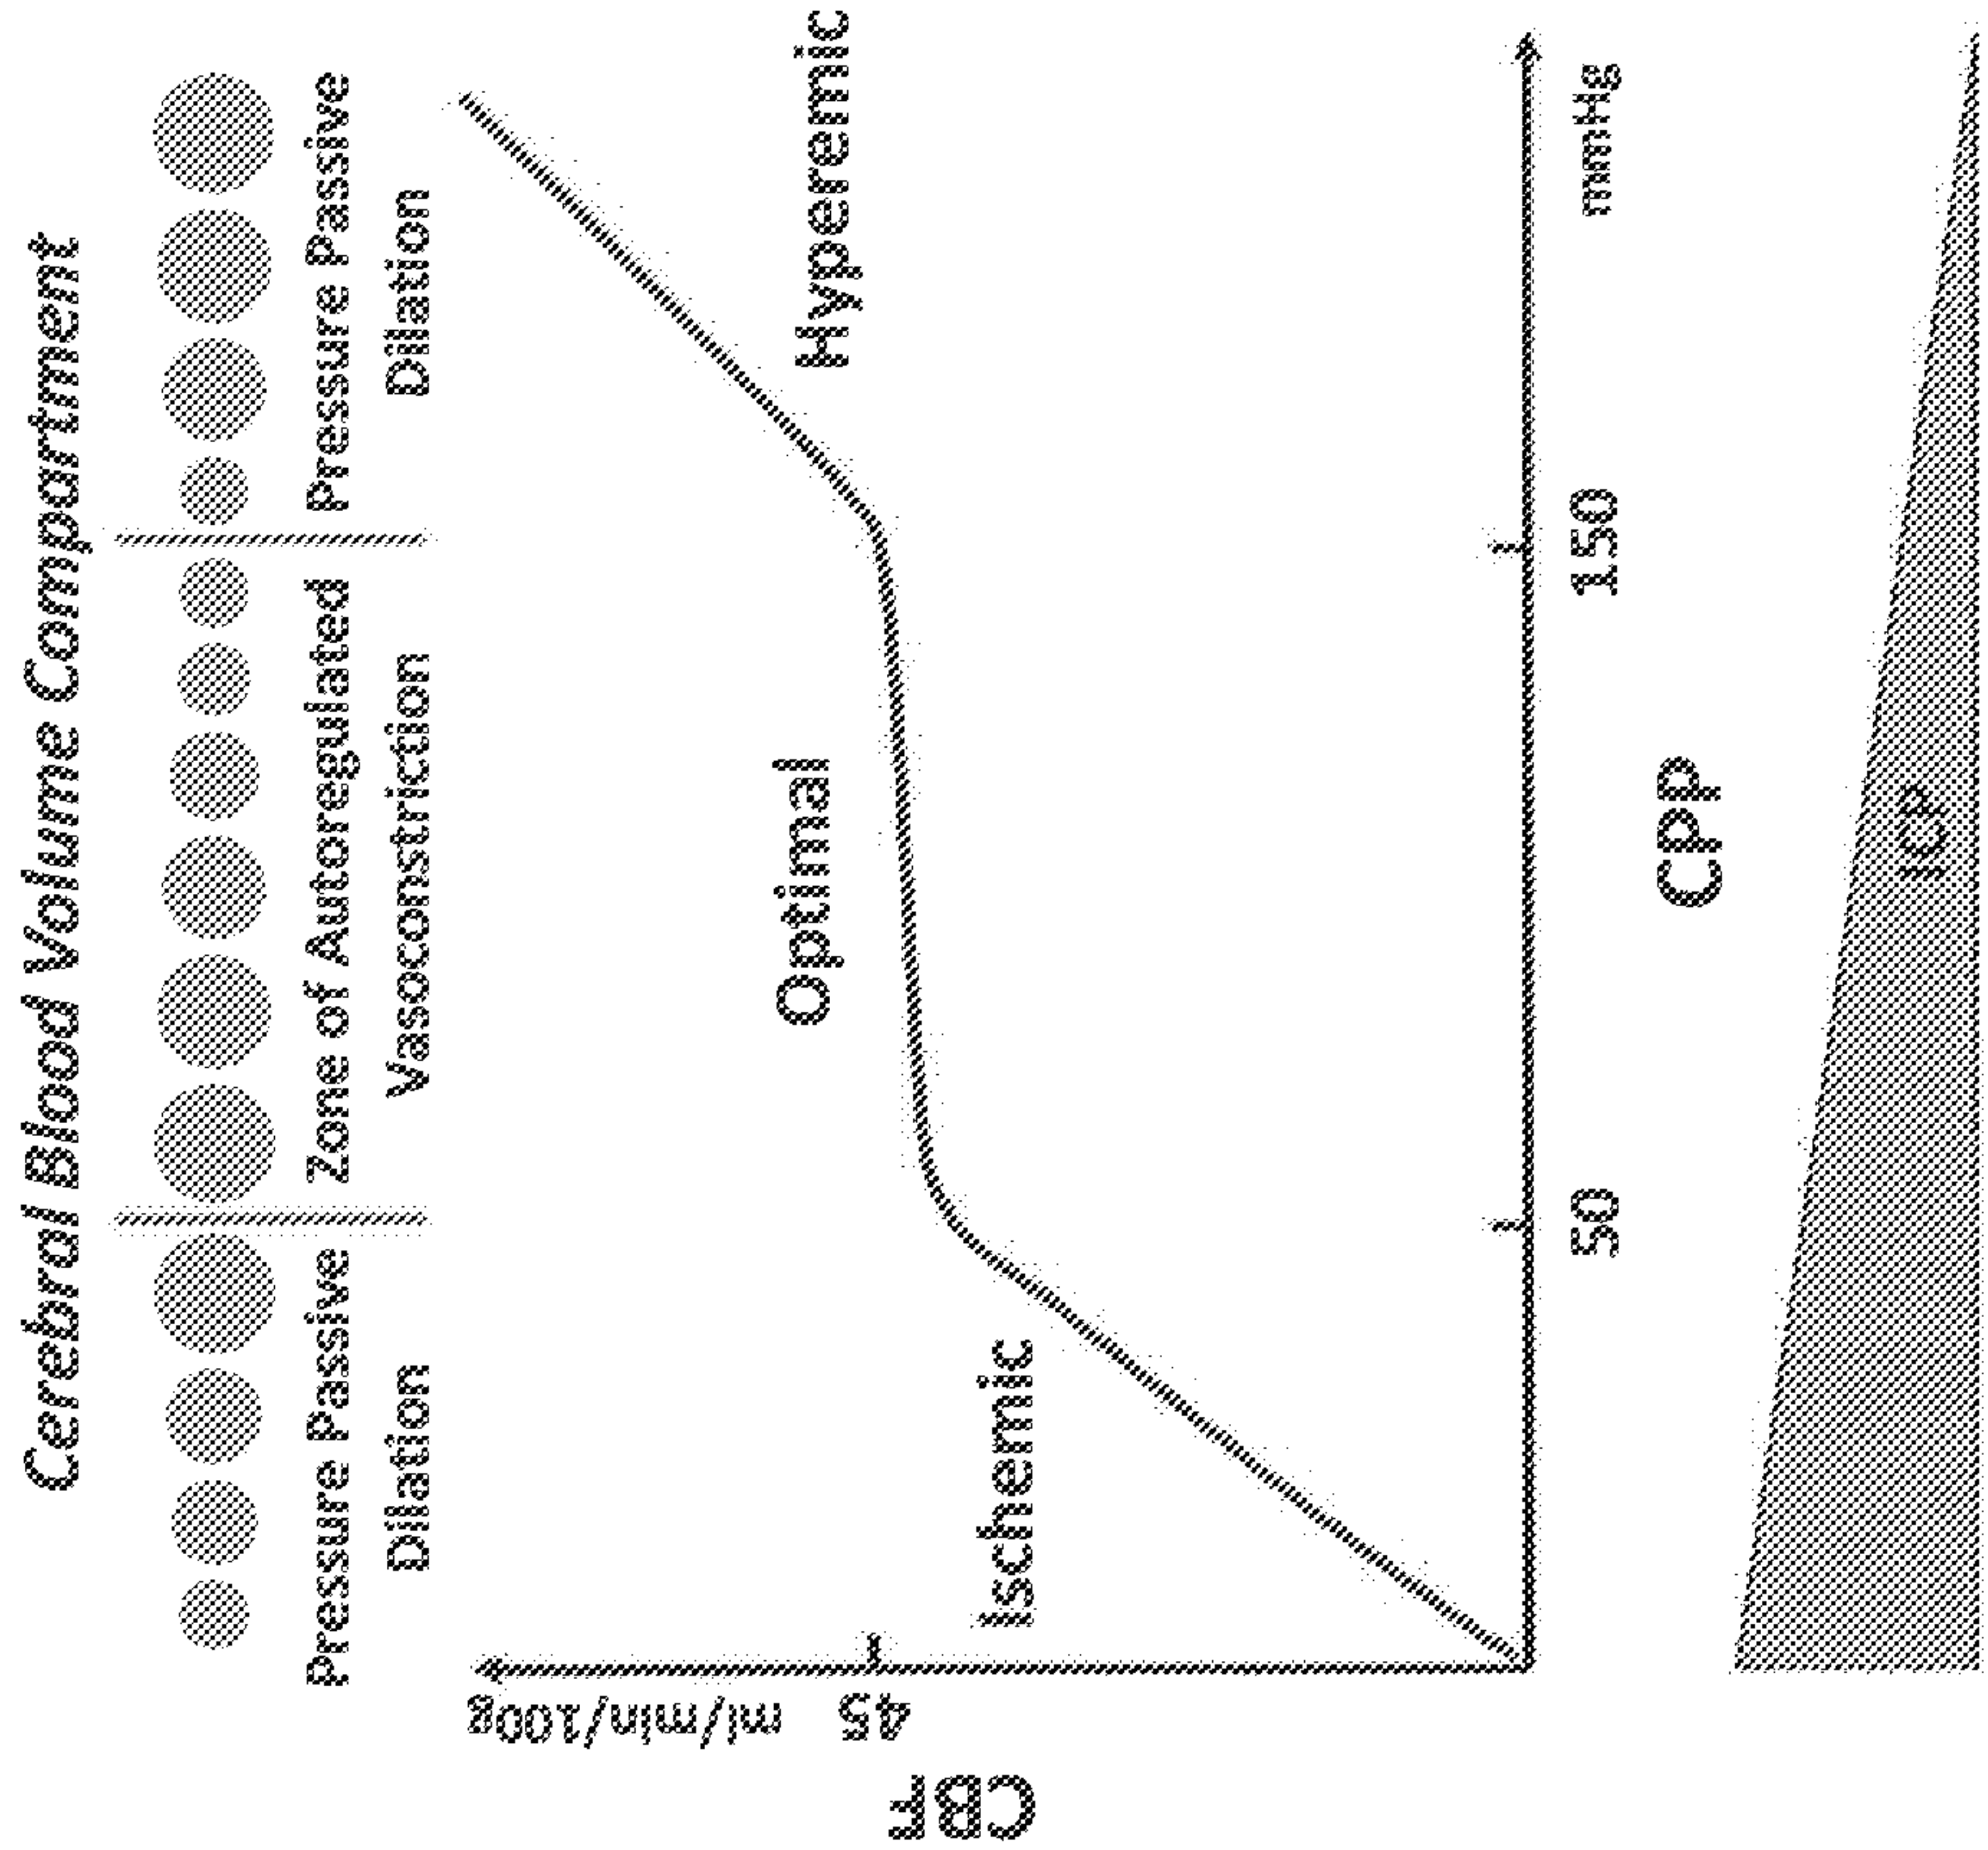 Cerebral Blood Volume Compartment
Pressure Passive
Dilation
Zone of Autoregulated
Vasoconstriction
Pressure Passive
Dilation
CBF
ml/min/100g
45
Ischemic
Optimal
Hyperemic
50
150
mmHg
CPP
ICP